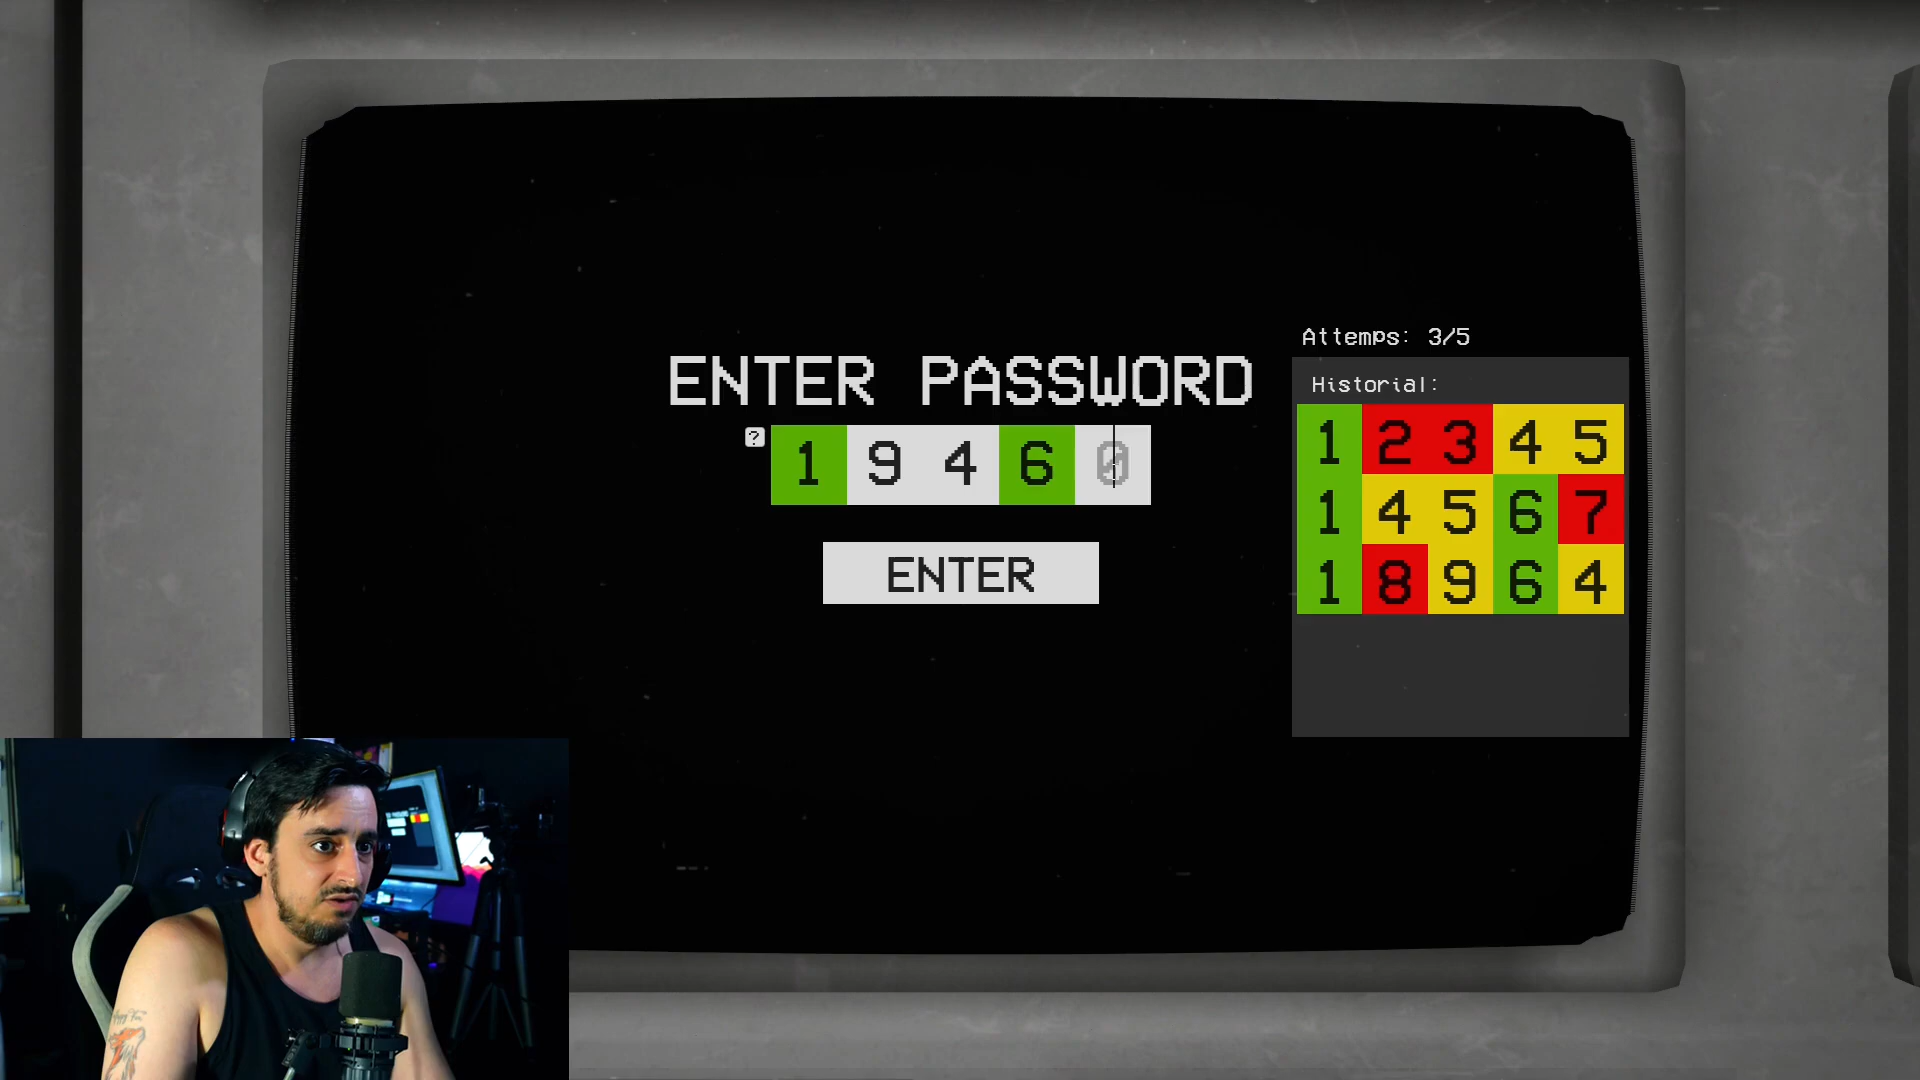 Attemps: 3/5
ENTER PASSWORD
Historial:
?
1 9 4 6 0
1 2 3 4 5
1 4 5 6 7
1 8 9 6 4
ENTER